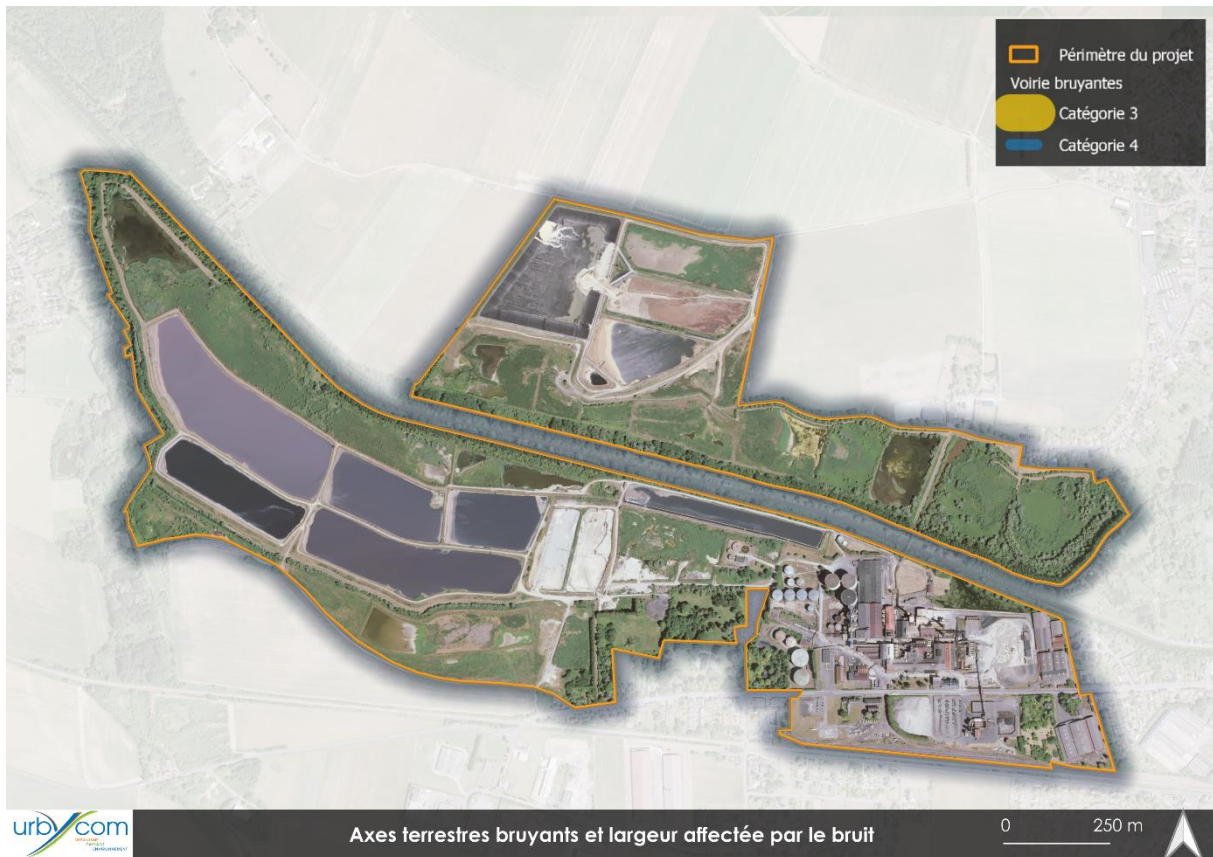 Périmètre du projet
Voirie bruyantes
Catégorie 3
Catégorie 4
urbycom
ENVIRONNEMENT
Axes terrestres bruyants et largeur affectée par le bruit
0 250 m